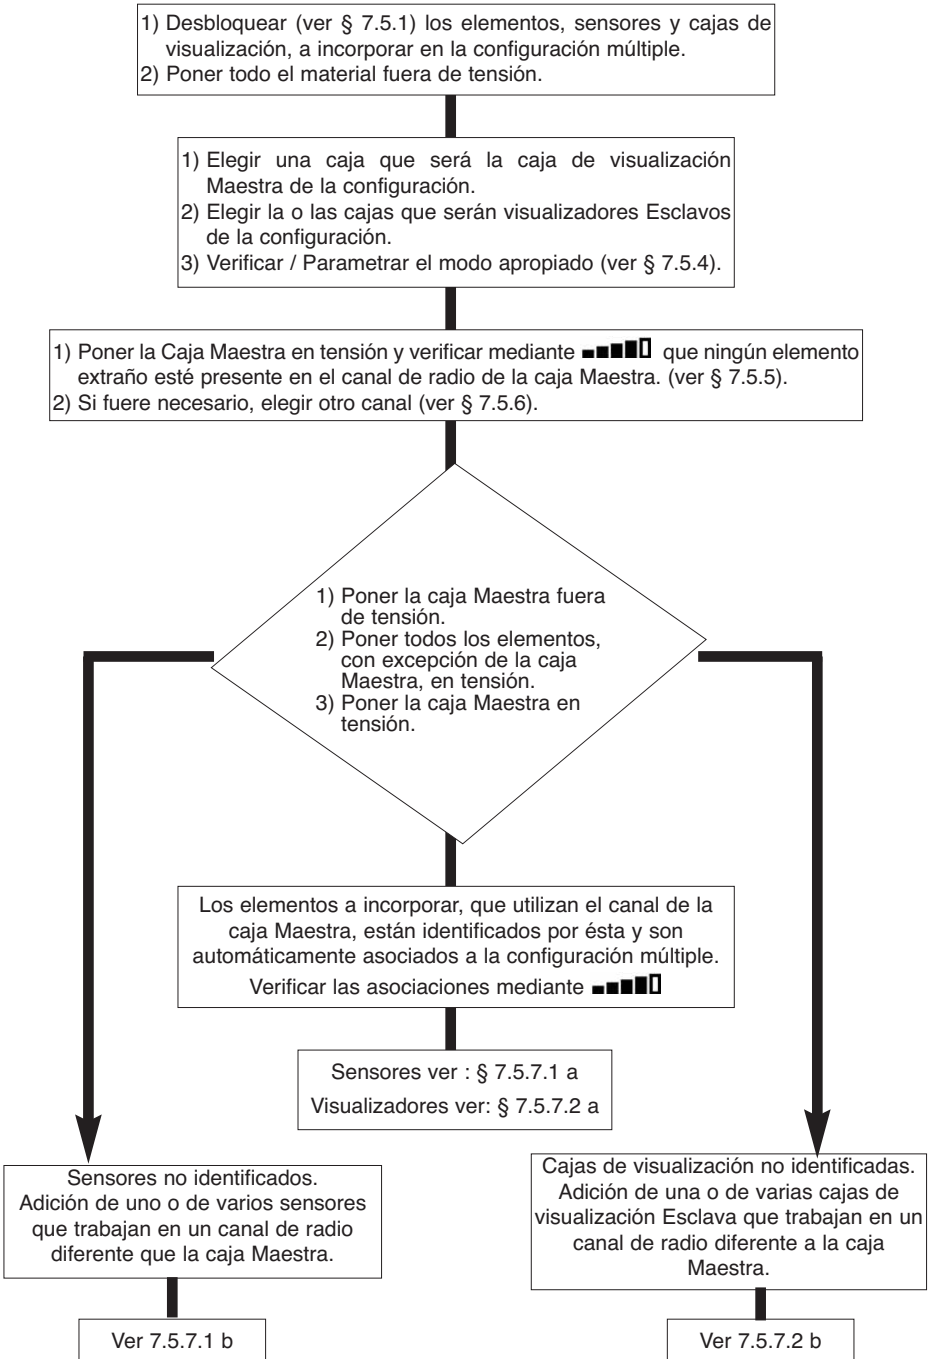 1) Desbloquear (ver § 7.5.1) los elementos, sensores y cajas de
visualización, a incorporar en la configuración múltiple.
2) Poner todo el material fuera de tensión.
1) Elegir una caja que será la caja de visualización
Maestra de la configuración.
2) Elegir la o las cajas que serán visualizadores Esclavos
de la configuración.
3) Verificar / Parametrar el modo apropiado (ver § 7.5.4).
1) Poner la Caja Maestra en tensión y verificar mediante que ningún elemento
extraño esté presente en el canal de radio de la caja Maestra. (ver § 7.5.5).
2) Si fuere necesario, elegir otro canal (ver § 7.5.6).
1) Poner la caja Maestra fuera
de tensión.
2) Poner todos los elementos,
con excepción de la caja
Maestra, en tensión.
3) Poner la caja Maestra en
tensión.
Los elementos a incorporar, que utilizan el canal de la
caja Maestra, están identificados por ésta y son
automáticamente asociados a la configuración múltiple.
Verificar las asociaciones mediante
Sensores ver : § 7.5.7.1 a
Visualizadores ver: § 7.5.7.2 a
Sensores no identificados.
Adición de uno o de varios sensores
que trabajan en un canal de radio
diferente que la caja Maestra.
Ver 7.5.7.1 b
Cajas de visualización no identificadas.
Adición de una o de varias cajas de
visualización Esclava que trabajan en un
canal de radio diferente a la caja
Maestra.
Ver 7.5.7.2 b